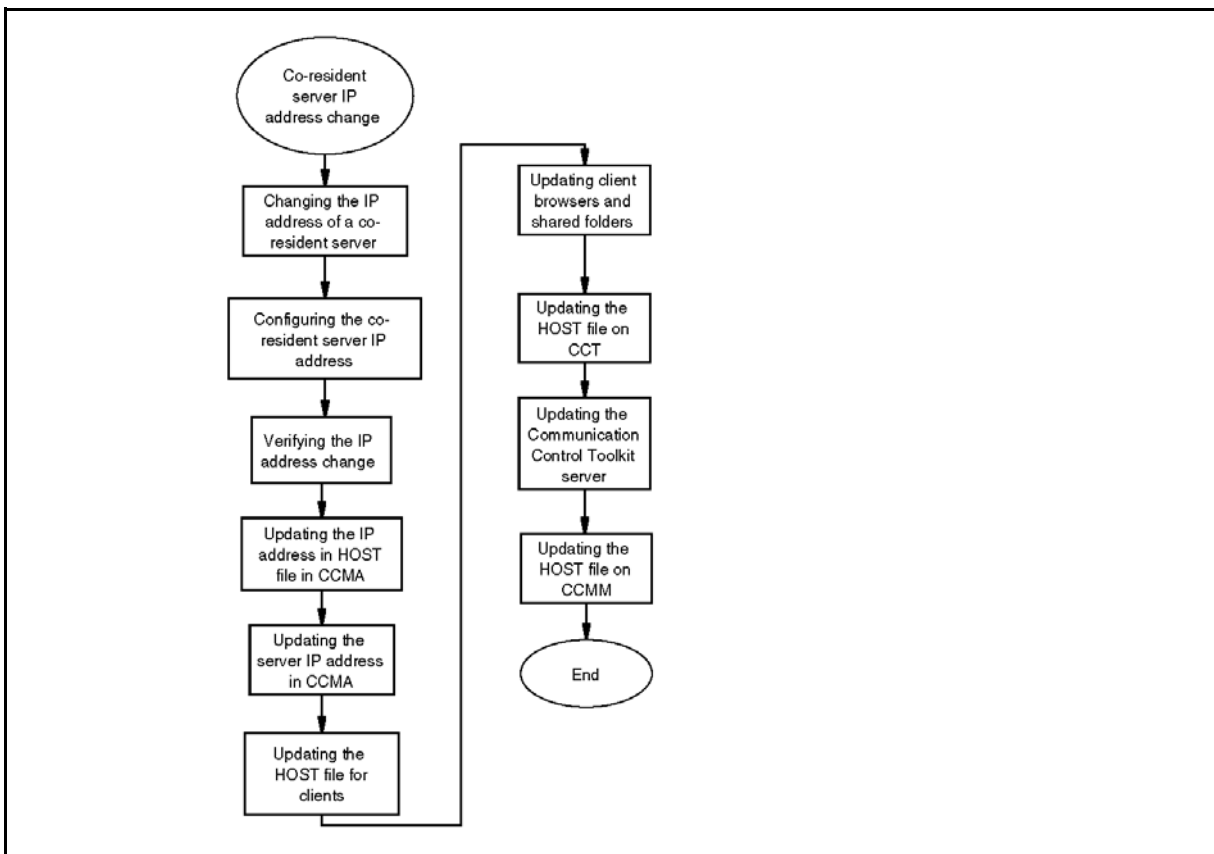 Co-resident
server IP
address change
Changing the IP
address of a co-
resident server
Configuring the co-
resident server IP
address
Verifying the IP
address change
Updating the IP
address in HOST
file in CCMA
Updating the
server IP address
in CCMA
Updating the
HOST file for
clients
Updating client
browsers and
shared folders
Updating the
HOST file on
CCT
Updating the
Communication
Control Toolkit
server
Updating the
HOST file on
CCMM
End